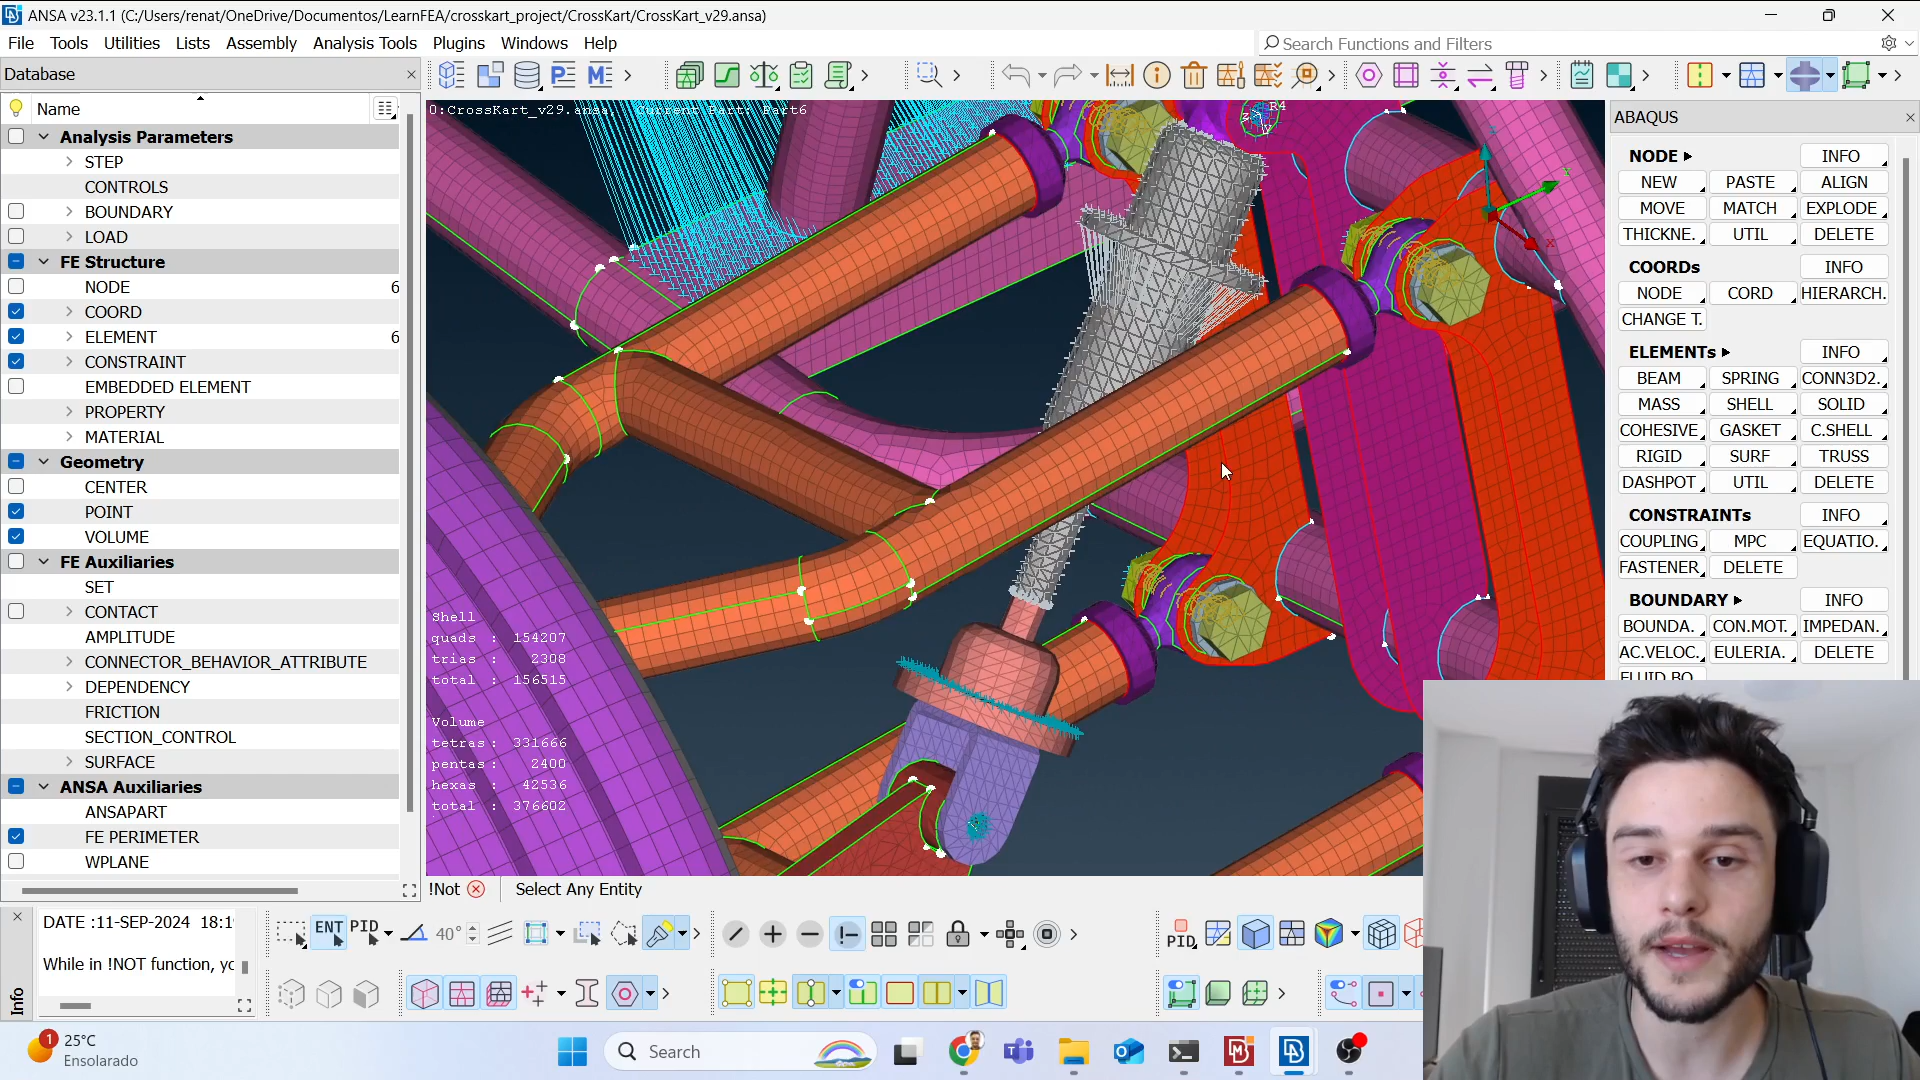 ANSA v23.1.1 (C:/Users/renat/OneDrive/Documentos/LearnFEA/crosskart_project/CrossKart/CrossKart_v29.ansa)
File Tools Utilities Lists Assembly Analysis Tools Plugins Windows Help
Search Functions and Filters
Database
Name
Analysis Parameters
STEP
CONTROLS
BOUNDARY
LOAD
FE Structure
NODE 6
COORD
ELEMENT 6
CONSTRAINT
EMBEDDED ELEMENT
PROPERTY
MATERIAL
Geometry
CENTER
POINT
VOLUME
FE Auxiliaries
SET
CONTACT
AMPLITUDE
CONNECTOR_BEHAVIOR_ATTRIBUTE
DEPENDENCY
FRICTION
SECTION_CONTROL
SURFACE
ANSA Auxiliaries
ANSAPART
FE PERIMETER
WPLANE
0:CrossKart_v29.ansa, Current Part: Part6
R4
Shell
quads : 154207
trias : 2308
total : 156515
Volume
tetras : 331666
pentas : 2400
hexas : 42536
total : 376602
ABAQUS
NODE INFO
NEW PASTE ALIGN
MOVE MATCH EXPLODE
THICKNE. UTIL DELETE
COORDs INFO
NODE CORD HIERARCH.
CHANGE T.
ELEMENTs INFO
BEAM SPRING CONN3D2.
MASS SHELL SOLID
COHESIVE GASKET C.SHELL
RIGID SURF TRUSS
DASHPOT UTIL DELETE
CONSTRAINTs INFO
COUPLING MPC EQUATIO.
FASTENER DELETE
BOUNDARY INFO
BOUNDA. CON.MOT. IMPEDAN.
AC.VELOC. EULERIA. DELETE
FLUID BO.
!Not Select Any Entity
DATE :11-SEP-2024 18:1
While in !NOT function, yo
Info
ENT PID 40°
PID
1
25°C
Ensolarado
Search